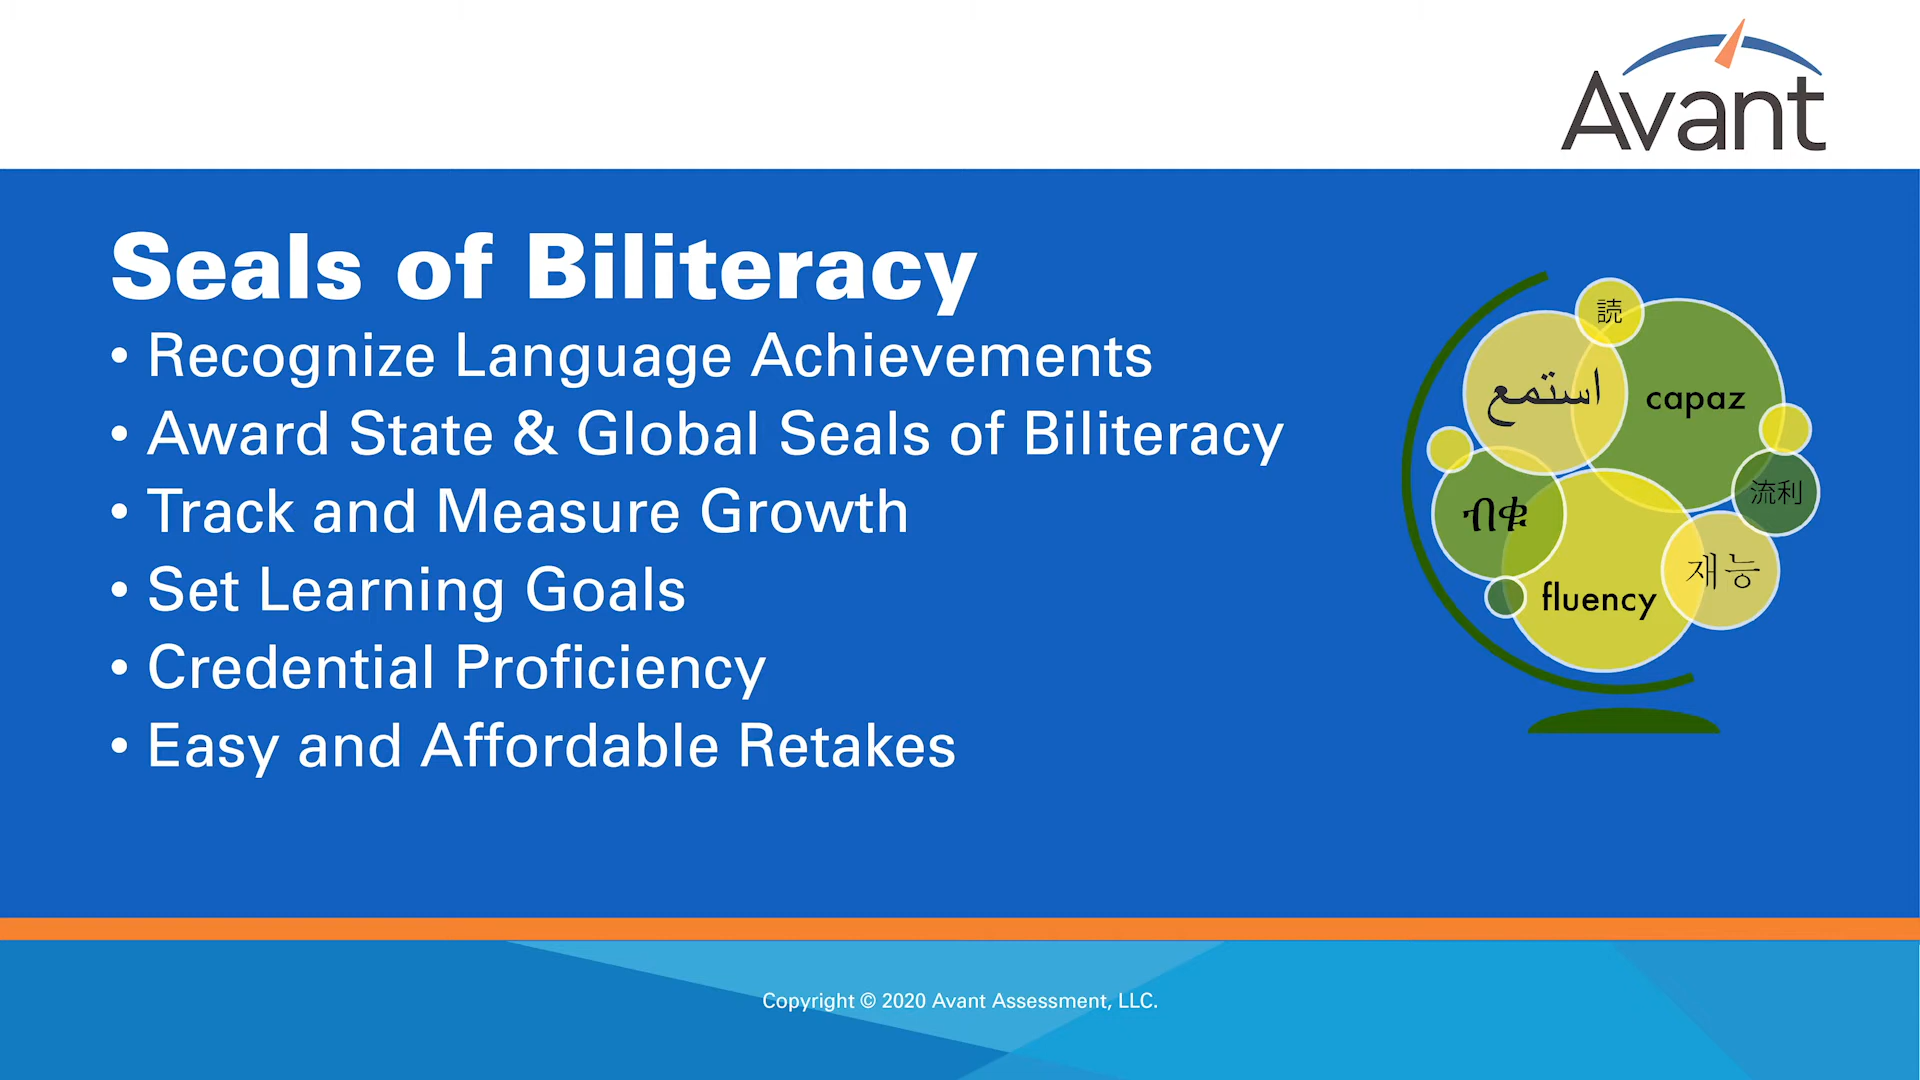 Avant
Seals of Biliteracy
• Recognize Language Achievements
• Award State & Global Seals of Biliteracy
• Track and Measure Growth
• Set Learning Goals
• Credential Proficiency
• Easy and Affordable Retakes
読
استمع
capaz
流利
ብቁ
재능
fluency
Copyright © 2020 Avant Assessment, LLC.